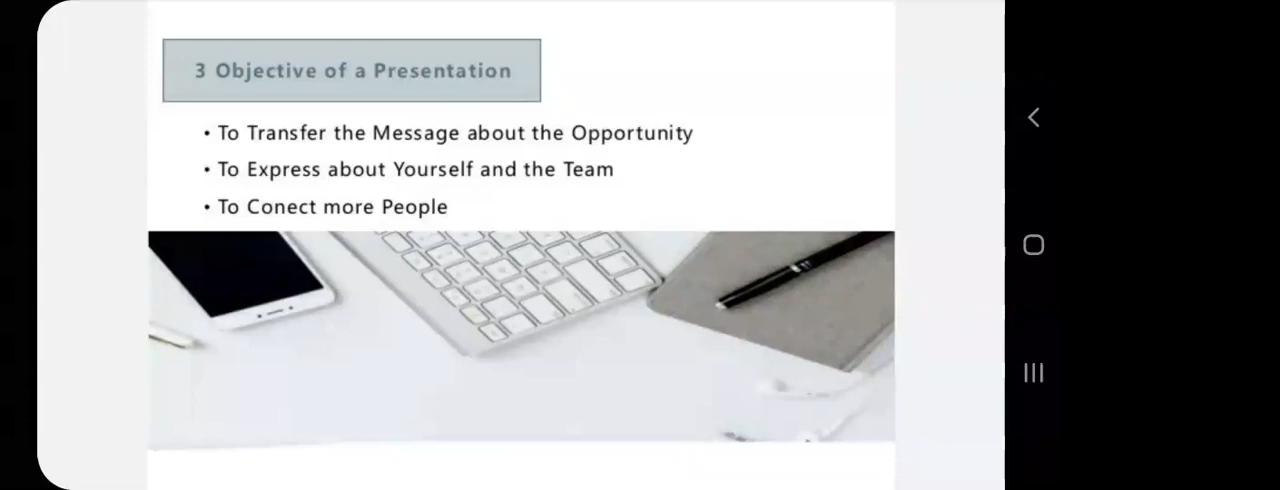 3 Objective of a Presentation
• To Transfer the Message about the Opportunity
• To Express about Yourself and the Team
• To Conect more People